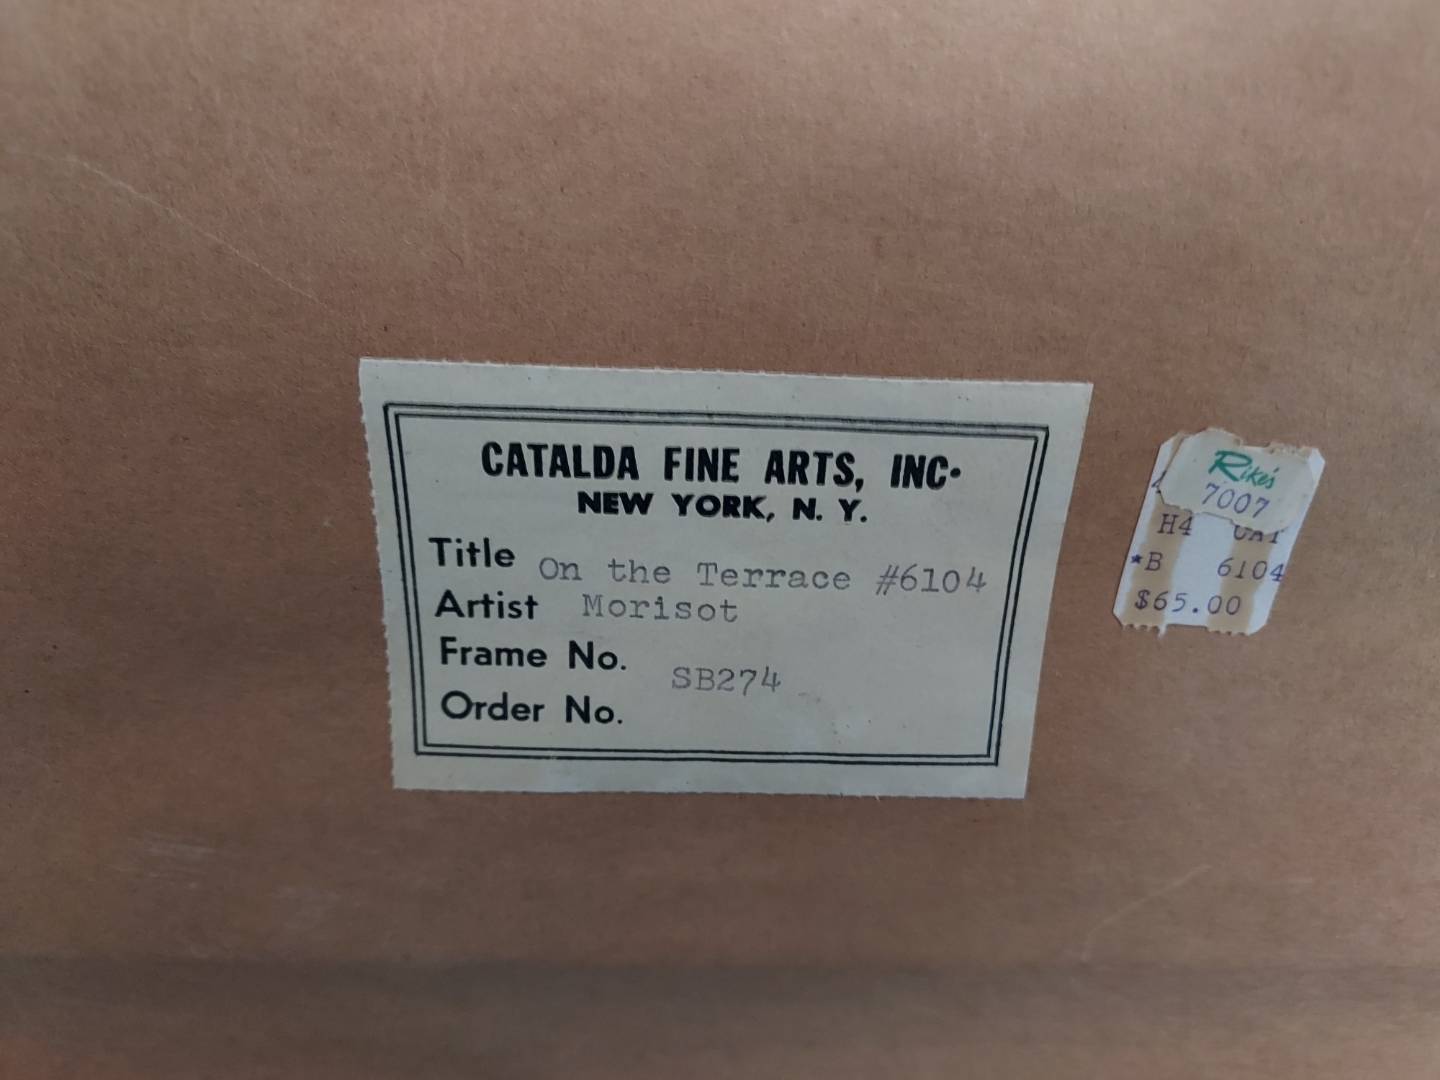 CATALDA FINE ARTS, INC.
NEW YORK, N. Y.
Title On the Terrace #6104
Artist Morisot
Frame No. SB274
Order No.
Rike's
7007
H4
*B 6104
$65.00